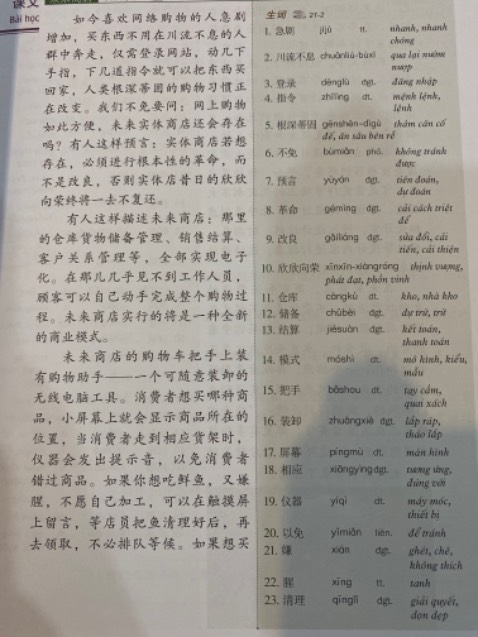 课文
Bài học
如今喜欢网络购物的人急剧
增加，买东西不用在川流不息的人
群中奔走，仅需登录网站，动几下
手指，下几道指令就可以把东西买
回家，人类根深蒂固的购物习惯正
在改变。我们不免要问：网上购物
如此方便，未来实体商店还会存在
吗？有人这样预言：实体商店若想
存在，必须进行根本性的革命，而
不是改良，否则实体店昔日的欣欣
向荣终将一去不复还。
有人这样描述未来商店：那里
的仓库货物储备管理、销售结算、
客户关系管理等，全部实现电子
化。在那儿几乎见不到工作人员，
顾客可以自己动手完成整个购物过
程。未来商店实行的将是一种全新
的商业模式。
未来商店的购物车把手上装
有购物助手——一个可随意装卸的
无线电脑工具。消费者想买哪种商
品，小屏幕上就会显示商品所在的
位置，当消费者走到相应货架时，
仪器会发出提示音，以免消费者
错过商品。如果你想吃鲜鱼，又嫌
腥，不愿自己加工，可以在触摸屏
上留言，等店员把鱼清理好后，再
去领取，不必排队等候。如果想买
生词 21-2
1. 急剧 jíjù tt. nhanh, nhanh
chóng
2. 川流不息 chuānliú-bùxī qua lại nườm
nượp
3. 登录 dēnglù đgt. đăng nhập
4. 指令 zhǐlìng dt. mệnh lệnh,
lệnh
5. 根深蒂固 gēnshēn-dìgù thâm căn cố
đế, ăn sâu bén rễ
6. 不免 bùmiǎn phó. không tránh
được
7. 预言 yùyán đgt. tiên đoán,
dự đoán
8. 革命 gémìng đgt. cải cách triệt
để
9. 改良 gǎiliáng đgt. sửa đổi, cải
tiến, cải thiện
10. 欣欣向荣 xīnxīn-xiàngróng thịnh vượng,
phát đạt, phồn vinh
11. 仓库 cāngkù dt. kho, nhà kho
12. 储备 chǔbèi đgt. dự trữ, trữ
13. 结算 jiésuàn đgt. kết toán,
thanh toán
14. 模式 móshì dt. mô hình, kiểu,
mẫu
15. 把手 bǎshou dt. tay cầm,
quai xách
16. 装卸 zhuāngxiè đgt. lắp ráp,
tháo lắp
17. 屏幕 píngmù dt. màn hình
18. 相应 xiāngyìng đgt. tương ứng,
đúng với
19. 仪器 yíqì dt. máy móc,
thiết bị
20. 以免 yǐmiǎn liên. để tránh
21. 嫌 xián đgt. ghét, chê,
không thích
22. 腥 xīng tt. tanh
23. 清理 qīnglǐ đgt. giải quyết,
dọn dẹp